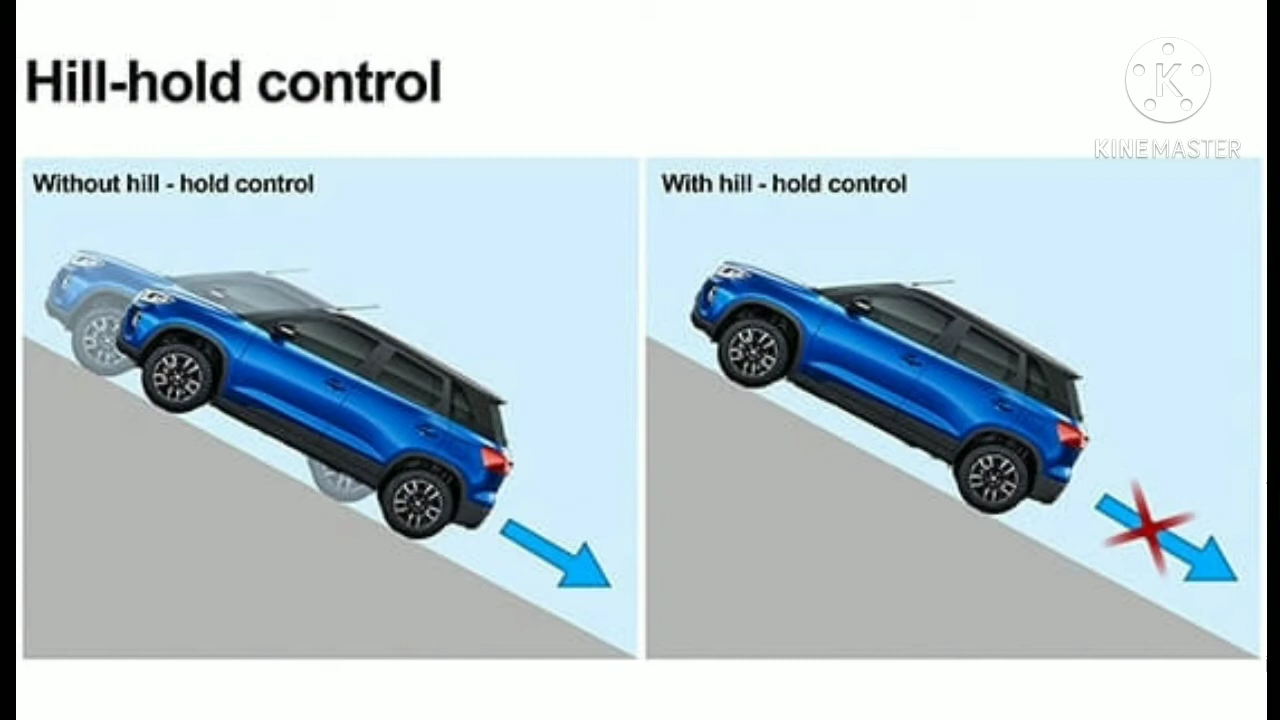 Hill-hold control
K
KINEMASTER
Without hill - hold control
With hill - hold control